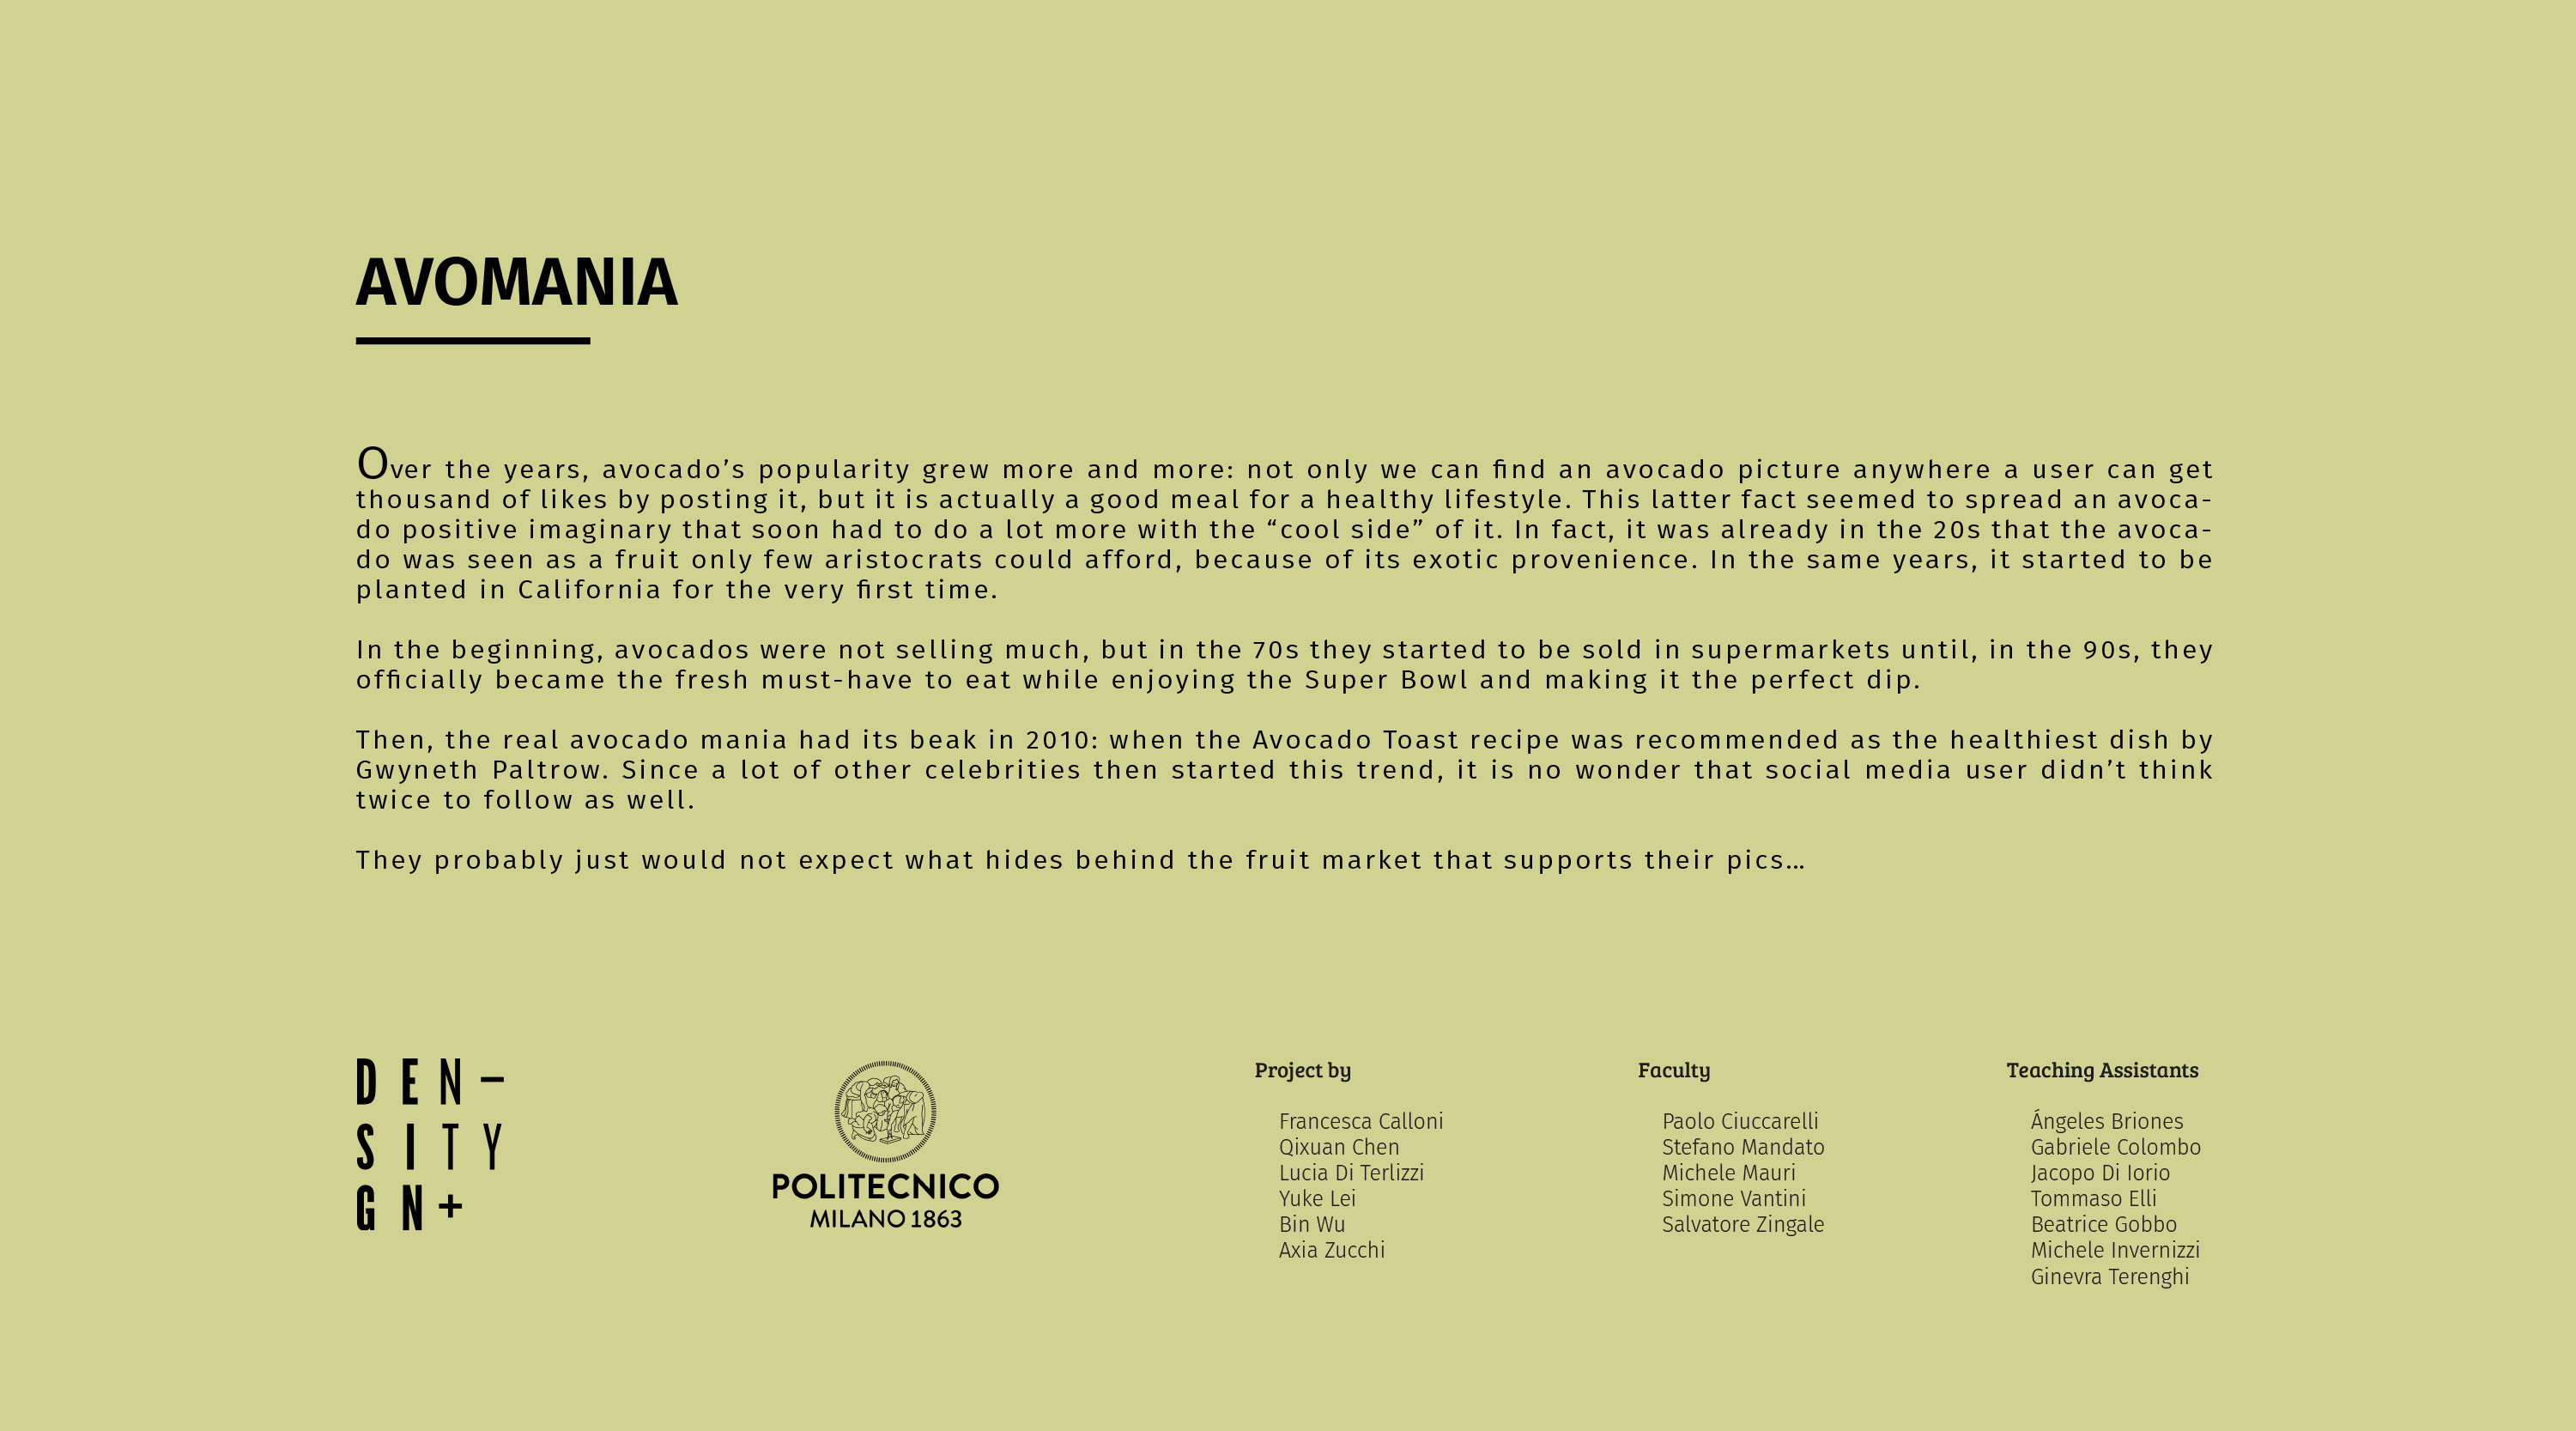 AVOMANIA
Over the years, avocado’s popularity grew more and more: not only we can find an avocado picture anywhere a user can get
thousand of likes by posting it, but it is actually a good meal for a healthy lifestyle. This latter fact seemed to spread an avoca-
do positive imaginary that soon had to do a lot more with the “cool side” of it. In fact, it was already in the 20s that the avoca-
do was seen as a fruit only few aristocrats could afford, because of its exotic provenience. In the same years, it started to be
planted in California for the very first time.
In the beginning, avocados were not selling much, but in the 70s they started to be sold in supermarkets until, in the 90s, they
officially became the fresh must-have to eat while enjoying the Super Bowl and making it the perfect dip.
Then, the real avocado mania had its beak in 2010: when the Avocado Toast recipe was recommended as the healthiest dish by
Gwyneth Paltrow. Since a lot of other celebrities then started this trend, it is no wonder that social media user didn’t think
twice to follow as well.
They probably just would not expect what hides behind the fruit market that supports their pics…
DEN–
SITY
GN+
POLITECNICO
MILANO 1863
Project by
Francesca Calloni
Qixuan Chen
Lucia Di Terlizzi
Yuke Lei
Bin Wu
Axia Zucchi
Faculty
Paolo Ciuccarelli
Stefano Mandato
Michele Mauri
Simone Vantini
Salvatore Zingale
Teaching Assistants
Ángeles Briones
Gabriele Colombo
Jacopo Di Iorio
Tommaso Elli
Beatrice Gobbo
Michele Invernizzi
Ginevra Terenghi